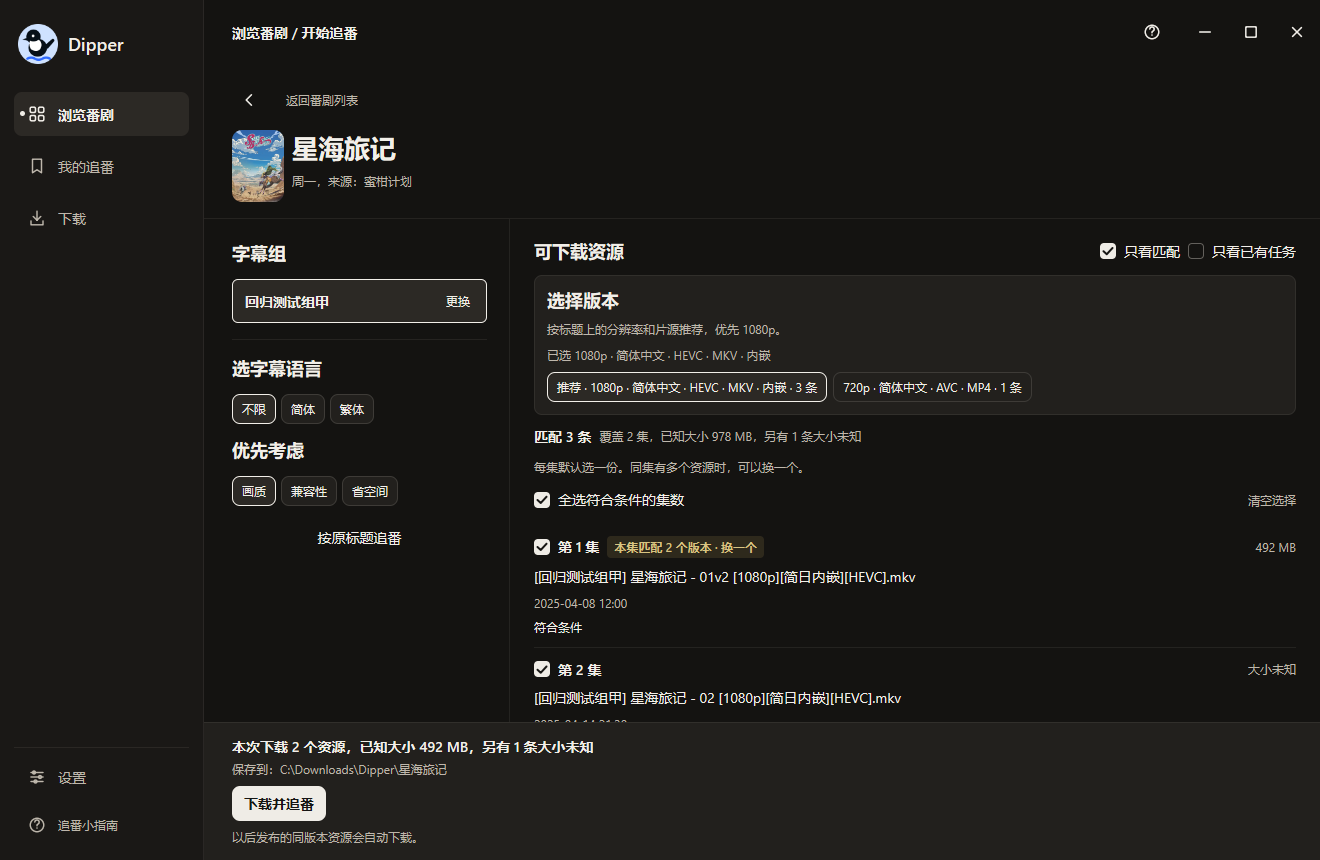 Dipper
浏览番剧
我的追番
下载
设置
追番小指南
浏览番剧 / 开始追番
返回番剧列表
星海旅记
周一，来源：蜜柑计划
字幕组
回归测试组甲 更换
选字幕语言
不限 简体 繁体
优先考虑
画质 兼容性 省空间
按原标题追番
可下载资源 只看匹配 只看已有任务
选择版本
按标题上的分辨率和片源推荐，优先 1080p。
已选 1080p · 简体中文 · HEVC · MKV · 内嵌
推荐 · 1080p · 简体中文 · HEVC · MKV · 内嵌 · 3 条 720p · 简体中文 · AVC · MP4 · 1 条
匹配 3 条 覆盖 2 集，已知大小 978 MB，另有 1 条大小未知
每集默认选一份。同集有多个资源时，可以换一个。
全选符合条件的集数 清空选择
第 1 集 本集匹配 2 个版本 · 换一个 492 MB
[回归测试组甲] 星海旅记 - 01v2 [1080p][简日内嵌][HEVC].mkv
2025-04-08 12:00
符合条件
第 2 集 大小未知
[回归测试组甲] 星海旅记 - 02 [1080p][简日内嵌][HEVC].mkv
本次下载 2 个资源，已知大小 492 MB，另有 1 条大小未知
保存到：C:\Downloads\Dipper\星海旅记
下载并追番
以后发布的同版本资源会自动下载。